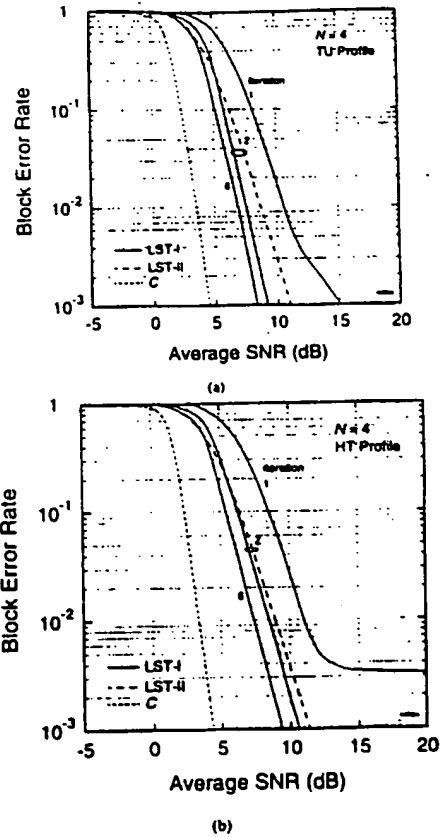 1
N = 4
TU Profile
Iteration
1
10-1
2
Block Error Rate
6
10-2
LST-I
LST-II
C
10-3
-5 0 5 10 15 20
Average SNR (dB)
(a)
1
N = 4
HT Profile
Iteration
1
10-1
2
Block Error Rate
6
10-2
LST-I
LST-II
C
10-3
-5 0 5 10 15 20
Average SNR (dB)
(b)